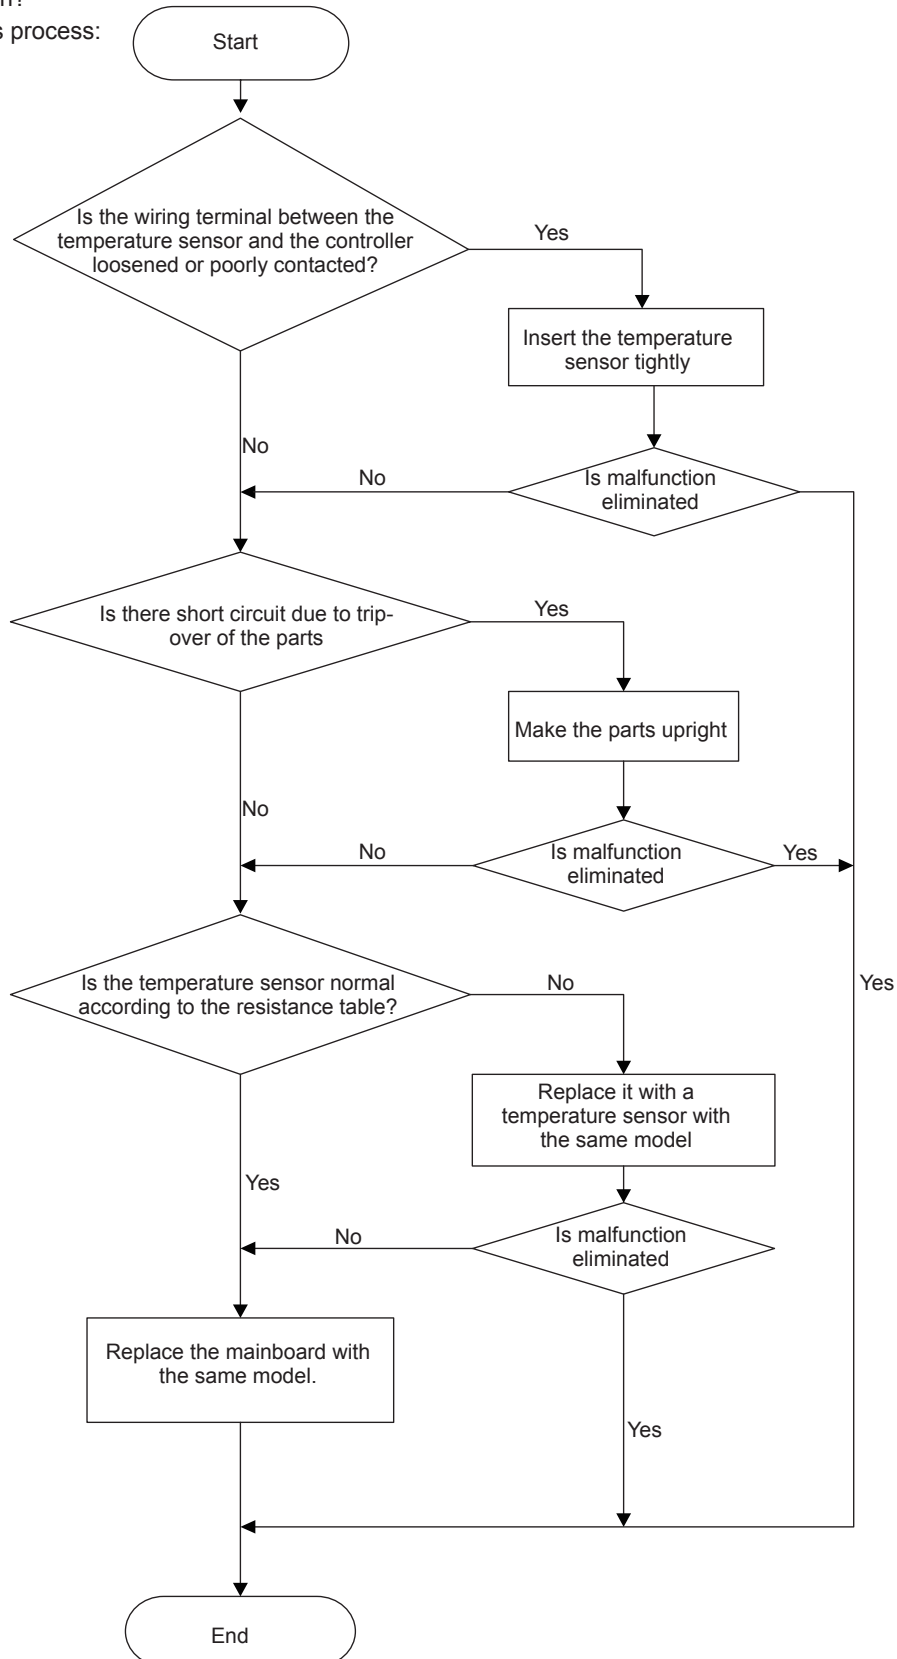 s process:
Start
Is the wiring terminal between the
temperature sensor and the controller
loosened or poorly contacted?
Yes
Insert the temperature
sensor tightly
No
No
Is malfunction
eliminated
Is there short circuit due to trip-
over of the parts
Yes
Make the parts upright
No
No
Is malfunction
eliminated
Yes
Is the temperature sensor normal
according to the resistance table?
No
Yes
Replace it with a
temperature sensor with
the same model
Yes
No
Is malfunction
eliminated
Replace the mainboard with
the same model.
Yes
End